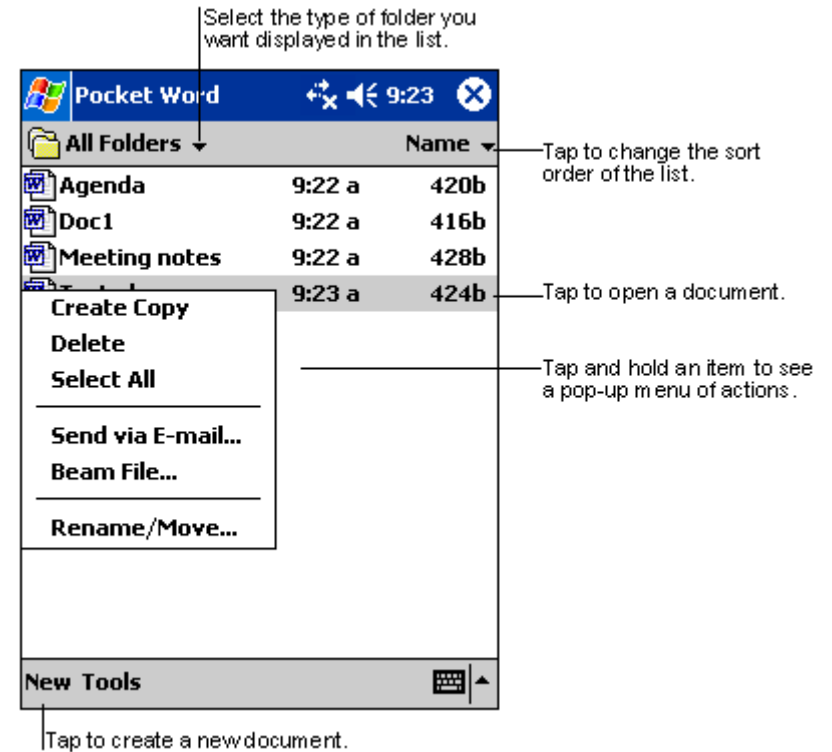 Select the type of folder you
want displayed in the list.
Pocket Word 9:23
All Folders Name
Tap to change the sort
order of the list.
Agenda 9:22 a 420b
Doc1 9:22 a 416b
Meeting notes 9:22 a 428b
9:23 a 424b
Tap to open a document.
Create Copy
Delete
Select All
Tap and hold an item to see
a pop-up menu of actions.
Send via E-mail...
Beam File...
Rename/Move...
New Tools
Tap to create a new document.